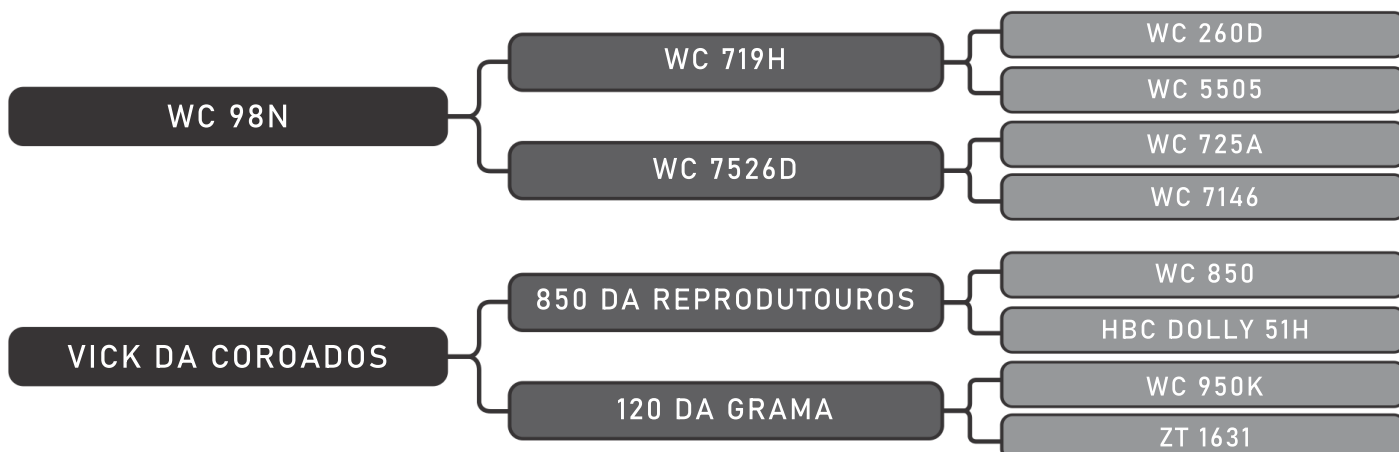 WC 98N
WC 719H
WC 7526D
WC 260D
WC 5505
WC 725A
WC 7146
VICK DA COROADOS
850 DA REPRODUTOUROS
120 DA GRAMA
WC 850
HBC DOLLY 51H
WC 950K
ZT 1631